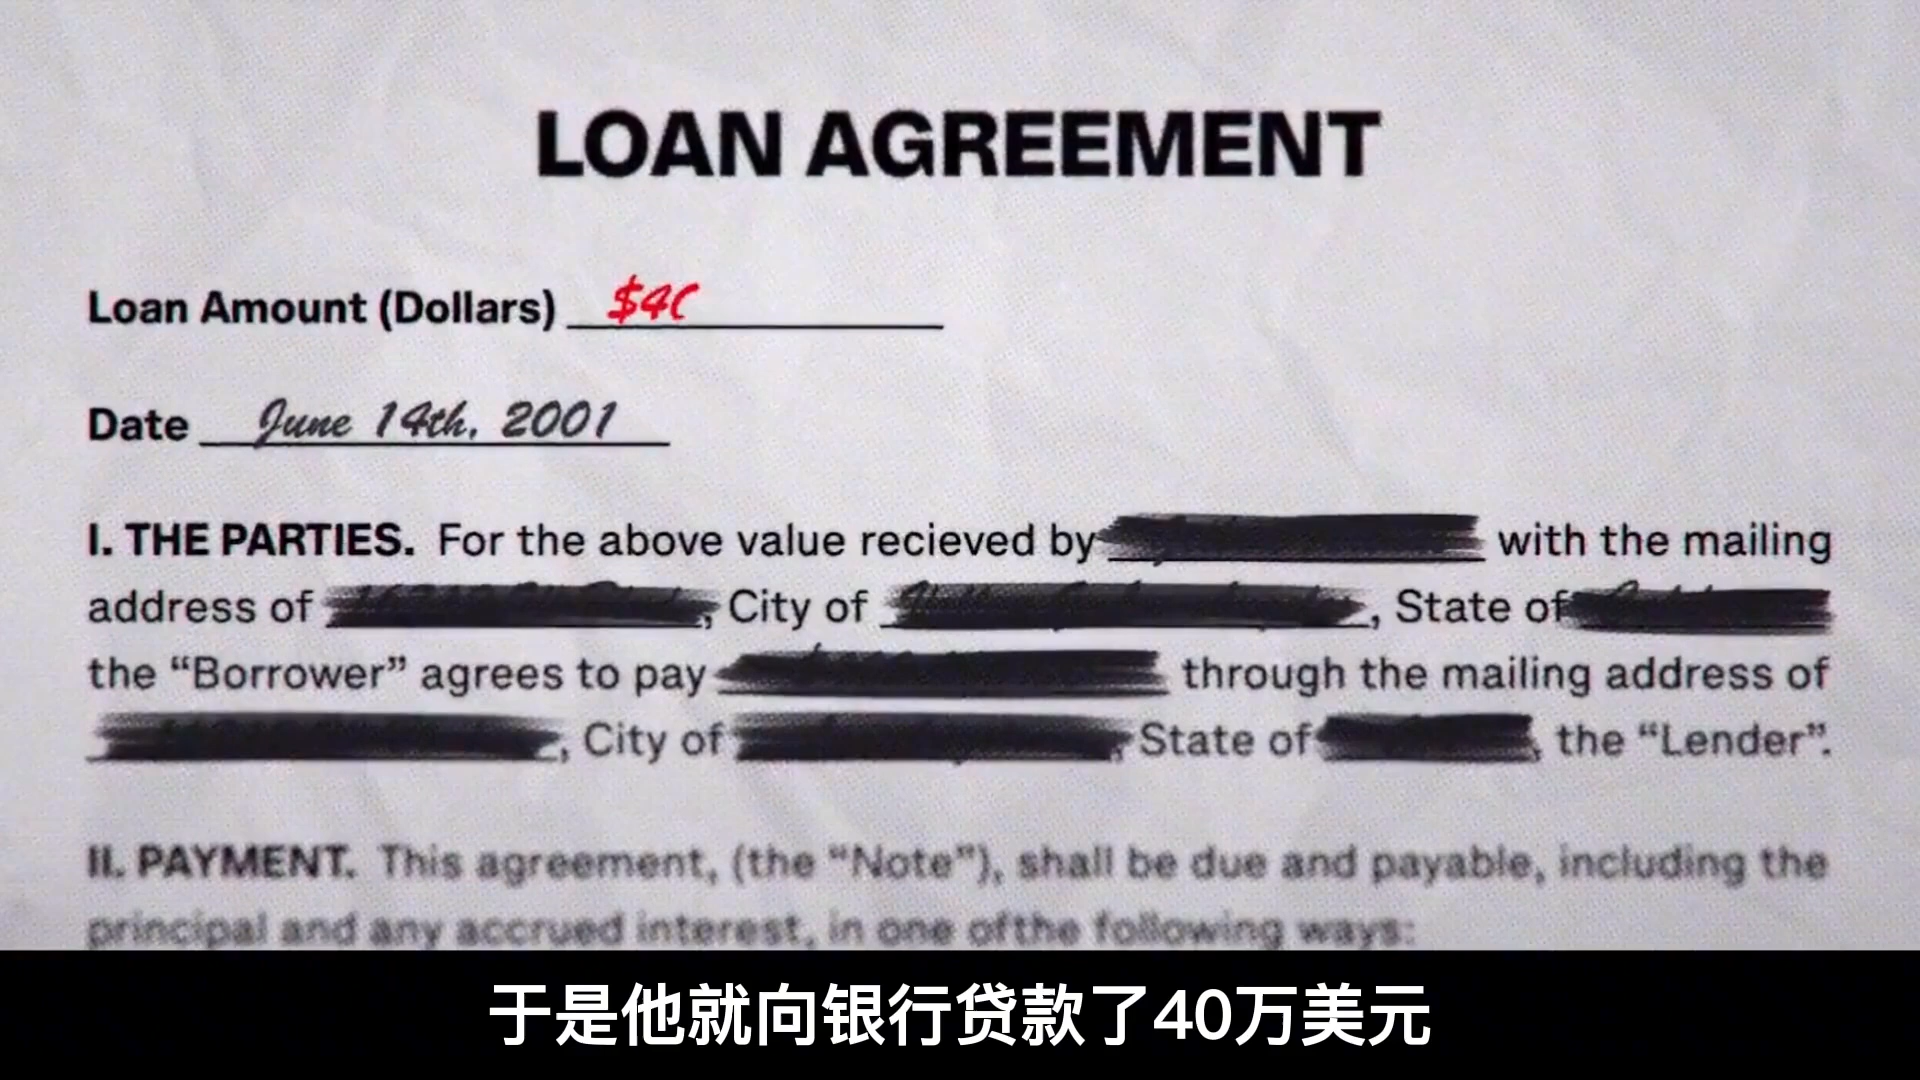 LOAN AGREEMENT
Loan Amount (Dollars) $4
Date June 14th, 2001
I. THE PARTIES. For the above value recieved by with the mailing
address of , City of , State of
the “Borrower” agrees to pay through the mailing address of
, City of , State of , the “Lender”.
II. PAYMENT. This agreement, (the “Note”), shall be due and payable, including the
principal and any accrued interest, in one ofthe following ways:
于是他就向银行贷款了40万美元